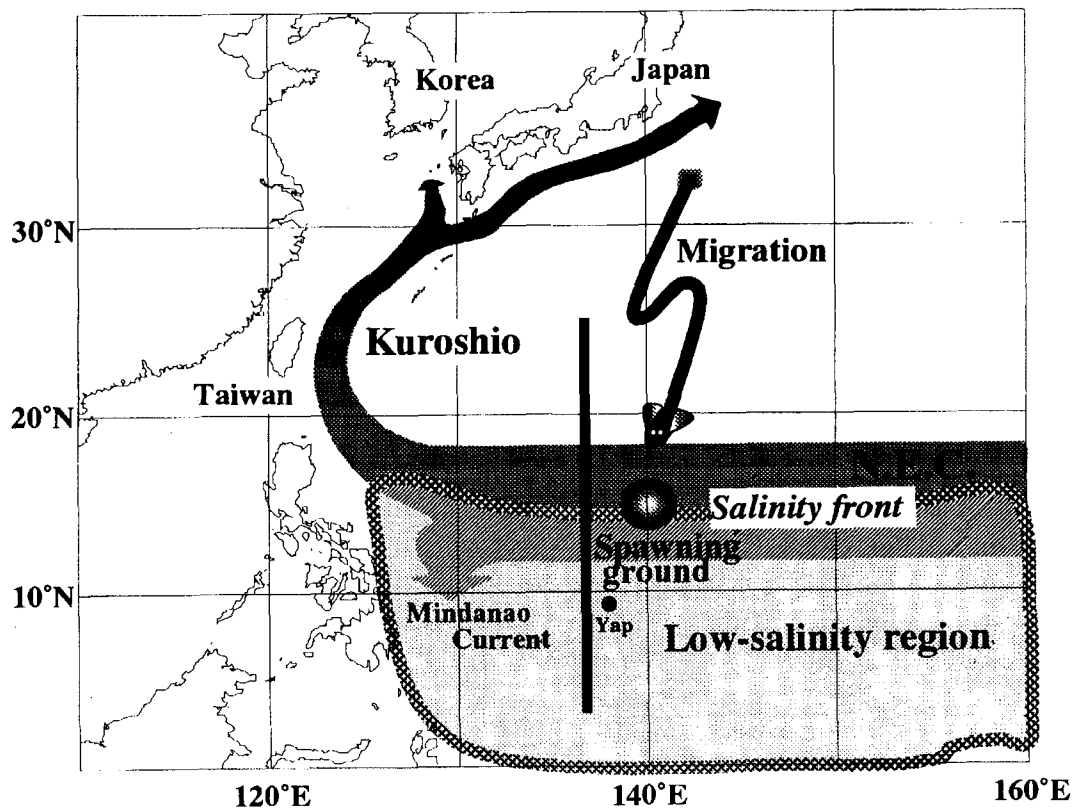 Korea
Japan
30°N
Migration
Kuroshio
Taiwan
20°N
N.E.C.
Salinity front
Spawning
ground
10°N
Mindanao
Current
Yap
Low-salinity region
120°E
140°E
160°E